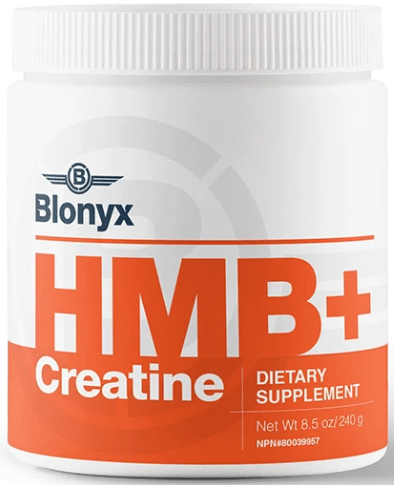 B
Blonyx
HMB+
Creatine
DIETARY
SUPPLEMENT
Net Wt 8.5 oz/240 g
NPN#80039957